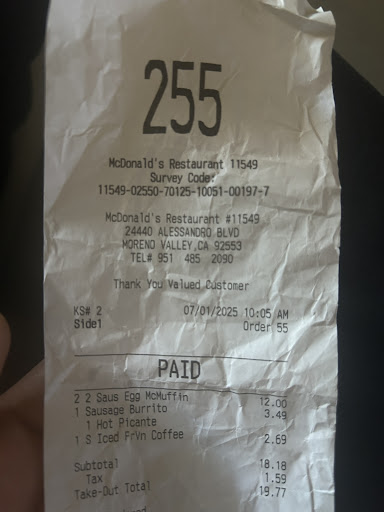 255
McDonald's Restaurant 11549
Survey Code:
11549-02550-70125-10051-00197-7
McDonald's Restaurant #11549
24440 ALESSANDRO BLVD
MORENO VALLEY,CA 92553
TEL# 951 485 2090
Thank You Valued Customer
KS# 2 07/01/2025 10:05 AM
Side1 Order 55
PAID
2 2 Saus Egg McMuffin 12.00
1 Sausage Burrito 3.49
1 Hot Picante
1 S Iced FrVn Coffee 2.69
Subtotal 18.18
Tax 1.59
Take-Out Total 19.77